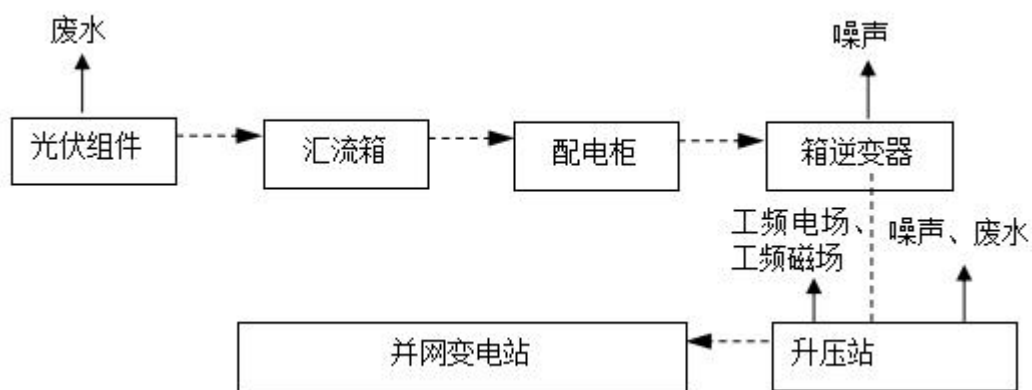 废水
噪声
光伏组件
汇流箱
配电柜
箱逆变器
工频电场、
工频磁场
噪声、废水
并网变电站
升压站